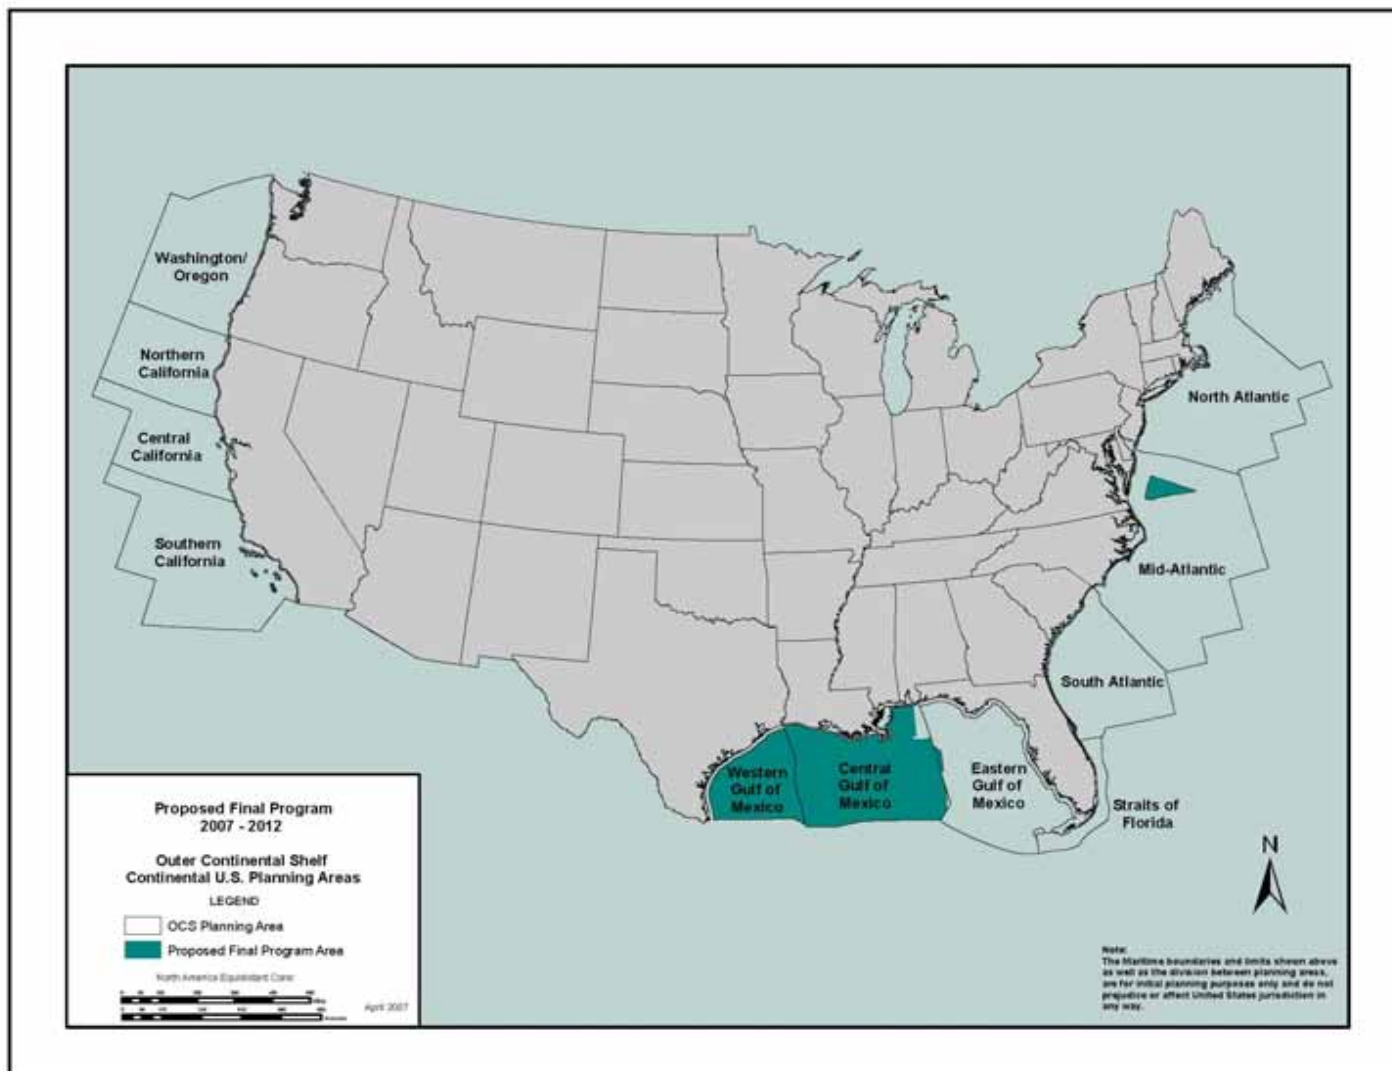 Washington/
Oregon
Northern
California
Central
California
Southern
California
North Atlantic
Mid-Atlantic
South Atlantic
Western
Gulf of
Mexico
Central
Gulf of
Mexico
Eastern
Gulf of
Mexico
Straits of
Florida
N
Proposed Final Program
2007 - 2012
Outer Continental Shelf
Continental U.S. Planning Areas
LEGEND
OCS Planning Area
Proposed Final Program Area
North America Equidistant Conic
April 2007
Note:
The Maritime boundaries and limits shown above
as well as the division between planning areas,
are for initial planning purposes only and do not
prejudice or affect United States jurisdiction in
any way.